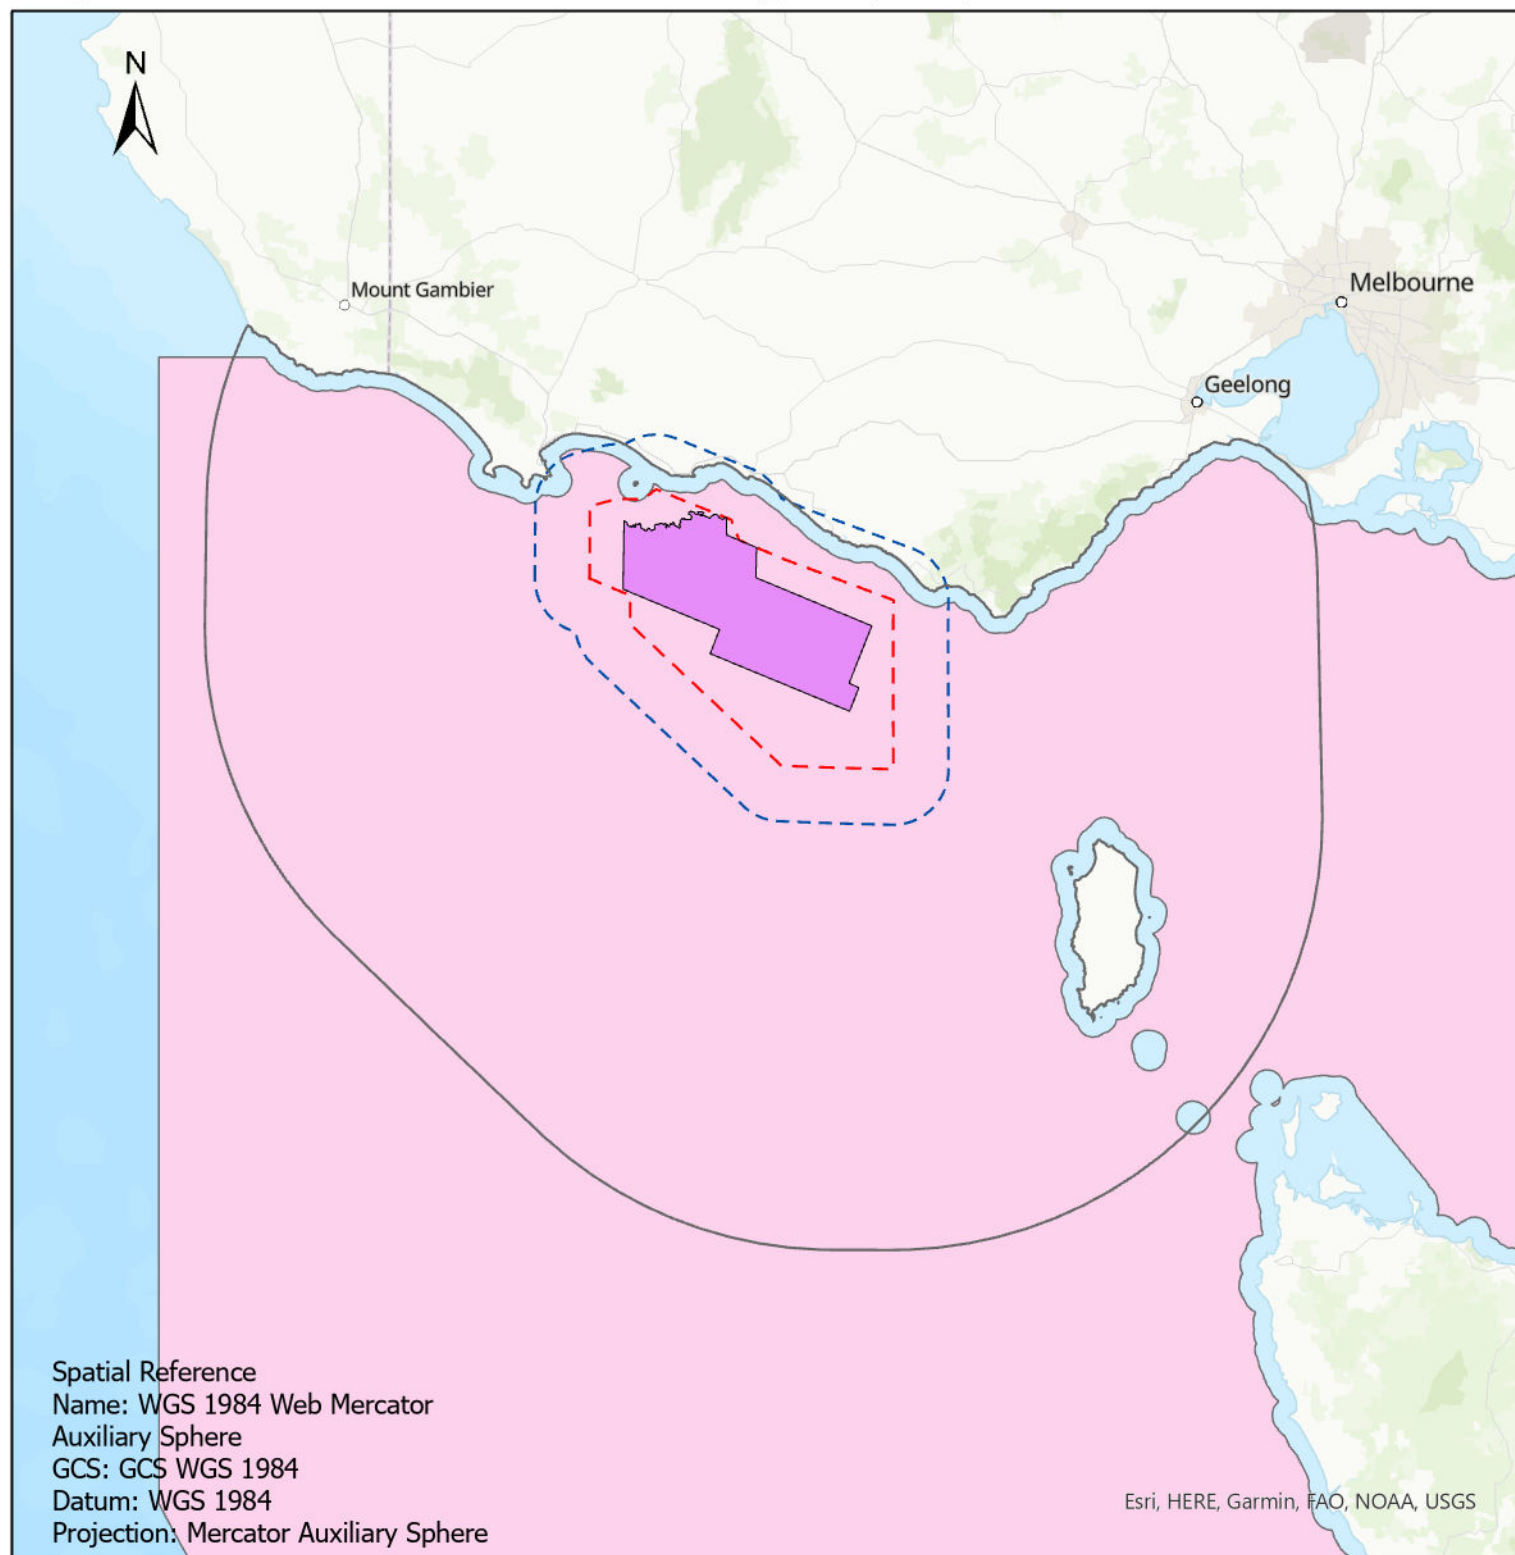 N
Melbourne
Mount Gambier
Geelong
Spatial Reference
Name: WGS 1984 Web Mercator
Auxiliary Sphere
GCS: GCS WGS 1984
Datum: WGS 1984
Projection: Mercator Auxiliary Sphere
Esri, HERE, Garmin, FAO, NOAA, USGS